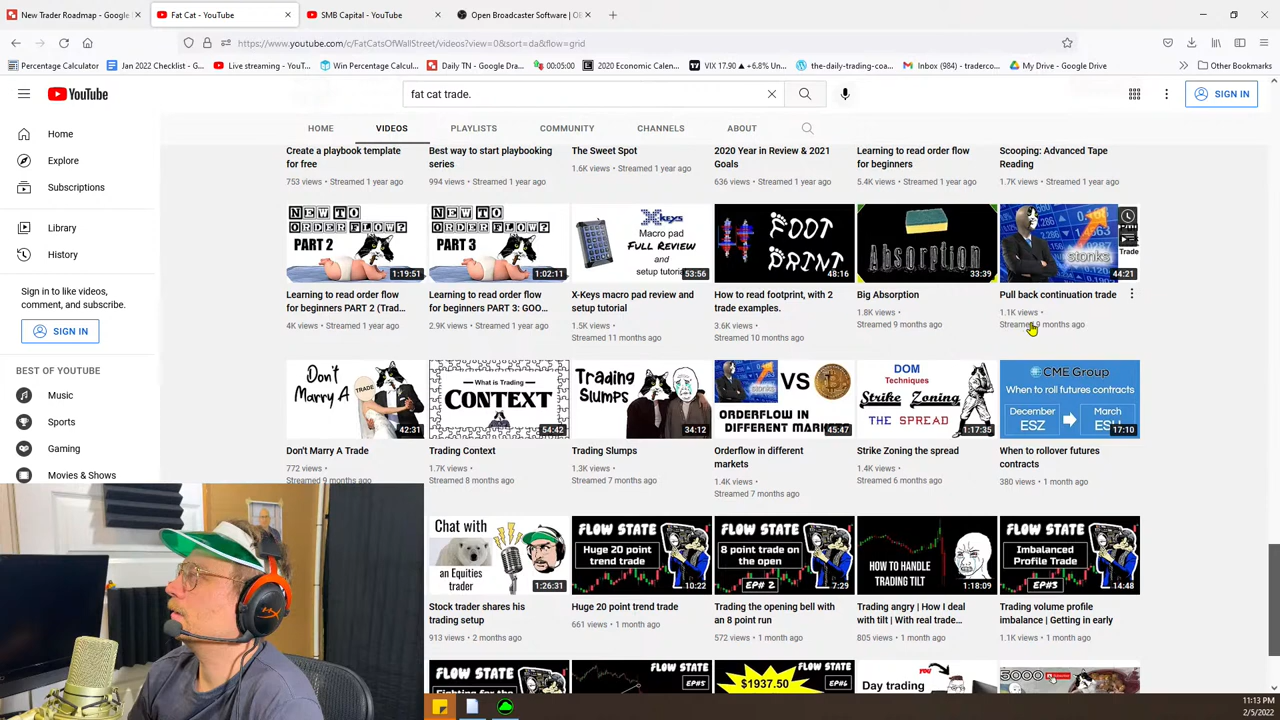 New Trader Roadmap - Google
Fat Cat - YouTube
SMB Capital - YouTube
Open Broadcaster Software | O
https://www.youtube.com/c/FatCatsOfWallStreet/videos?view=0&sort=da&flow=grid
Percentage Calculator
Jan 2022 Checklist - G...
Live streaming - YouT...
Win Percentage Calcul...
Daily TN - Google Dra...
00:05:00
2020 Economic Calen...
VIX 17.90 ▲ +6.8% Un...
the-daily-trading-coa...
Inbox (984) - traderco...
My Drive - Google Drive
Other Bookmarks
YouTube
fat cat trade.
SIGN IN
HOME
VIDEOS
PLAYLISTS
COMMUNITY
CHANNELS
ABOUT
Home
Explore
Subscriptions
Library
History
Sign in to like videos,
comment, and subscribe.
SIGN IN
BEST OF YOUTUBE
Music
Sports
Gaming
Movies & Shows
Create a playbook template
for free
753 views • Streamed 1 year ago
Best way to start playbooking
series
994 views • Streamed 1 year ago
The Sweet Spot
1.6K views • Streamed 1 year ago
2020 Year in Review & 2021
Goals
636 views • Streamed 1 year ago
Learning to read order flow
for beginners
5.4K views • Streamed 1 year ago
Scooping: Advanced Tape
Reading
1.7K views • Streamed 1 year ago
NEW TO
ORDER FLOW?
PART 2
1:19:51
Learning to read order flow
for beginners PART 2 (Trad...
4K views • Streamed 1 year ago
NEW TO
ORDER FLOW?
PART 3
1:02:11
Learning to read order flow
for beginners PART 3: GOO...
2.9K views • Streamed 1 year ago
X-keys
Macro pad
FULL REVIEW
and
setup tutorial
53:56
X-Keys macro pad review and
setup tutorial
1.5K views •
Streamed 11 months ago
FOOT
PRINT
48:16
How to read footprint, with 2
trade examples.
3.6K views •
Streamed 10 months ago
Absorption
33:39
Big Absorption
1.8K views •
Streamed 9 months ago
stonks
Trade
44:21
Pull back continuation trade
1.1K views •
Streamed 9 months ago
Don't
Marry A
TRADE
42:31
Don't Marry A Trade
772 views •
Streamed 9 months ago
What is Trading
CONTEXT
54:42
Trading Context
1.7K views •
Streamed 8 months ago
Trading
Slumps
34:12
Trading Slumps
1.3K views •
Streamed 7 months ago
stonks
VS
ORDERFLOW IN
DIFFERENT MAR
45:47
Orderflow in different
markets
1.4K views •
Streamed 7 months ago
DOM
Techniques
Strike Zoning
THE SPREAD
1:17:35
Strike Zoning the spread
1.4K views •
Streamed 6 months ago
CME Group
When to roll futures
contracts
December
ESZ
March
ESH
17:10
When to rollover futures
contracts
380 views • 1 month ago
Chat with
an Equities
trader
1:26:31
Stock trader shares his
trading setup
913 views • 2 months ago
FLOW STATE
Huge 20 point
trend trade
10:22
Huge 20 point trend trade
661 views • 1 month ago
FLOW STATE
8 point trade on
the open
EP# 2
7:29
Trading the opening bell with
an 8 point run
572 views • 1 month ago
HOW TO HANDLE
TRADING TILT
1:18:09
Trading angry | How I deal
with tilt | With real trade...
805 views • 1 month ago
FLOW STATE
Imbalanced
Profile Trade
EP#3
14:48
Trading volume profile
imbalance | Getting in early
1.1K views • 1 month ago
FLOW STATE
Fighting for the
FLOW STATE
EP#5
FLOW STATE
$1937.50
EP#4
YOU
Day trading
5000
HYPERX
11:13 PM
2/5/2022